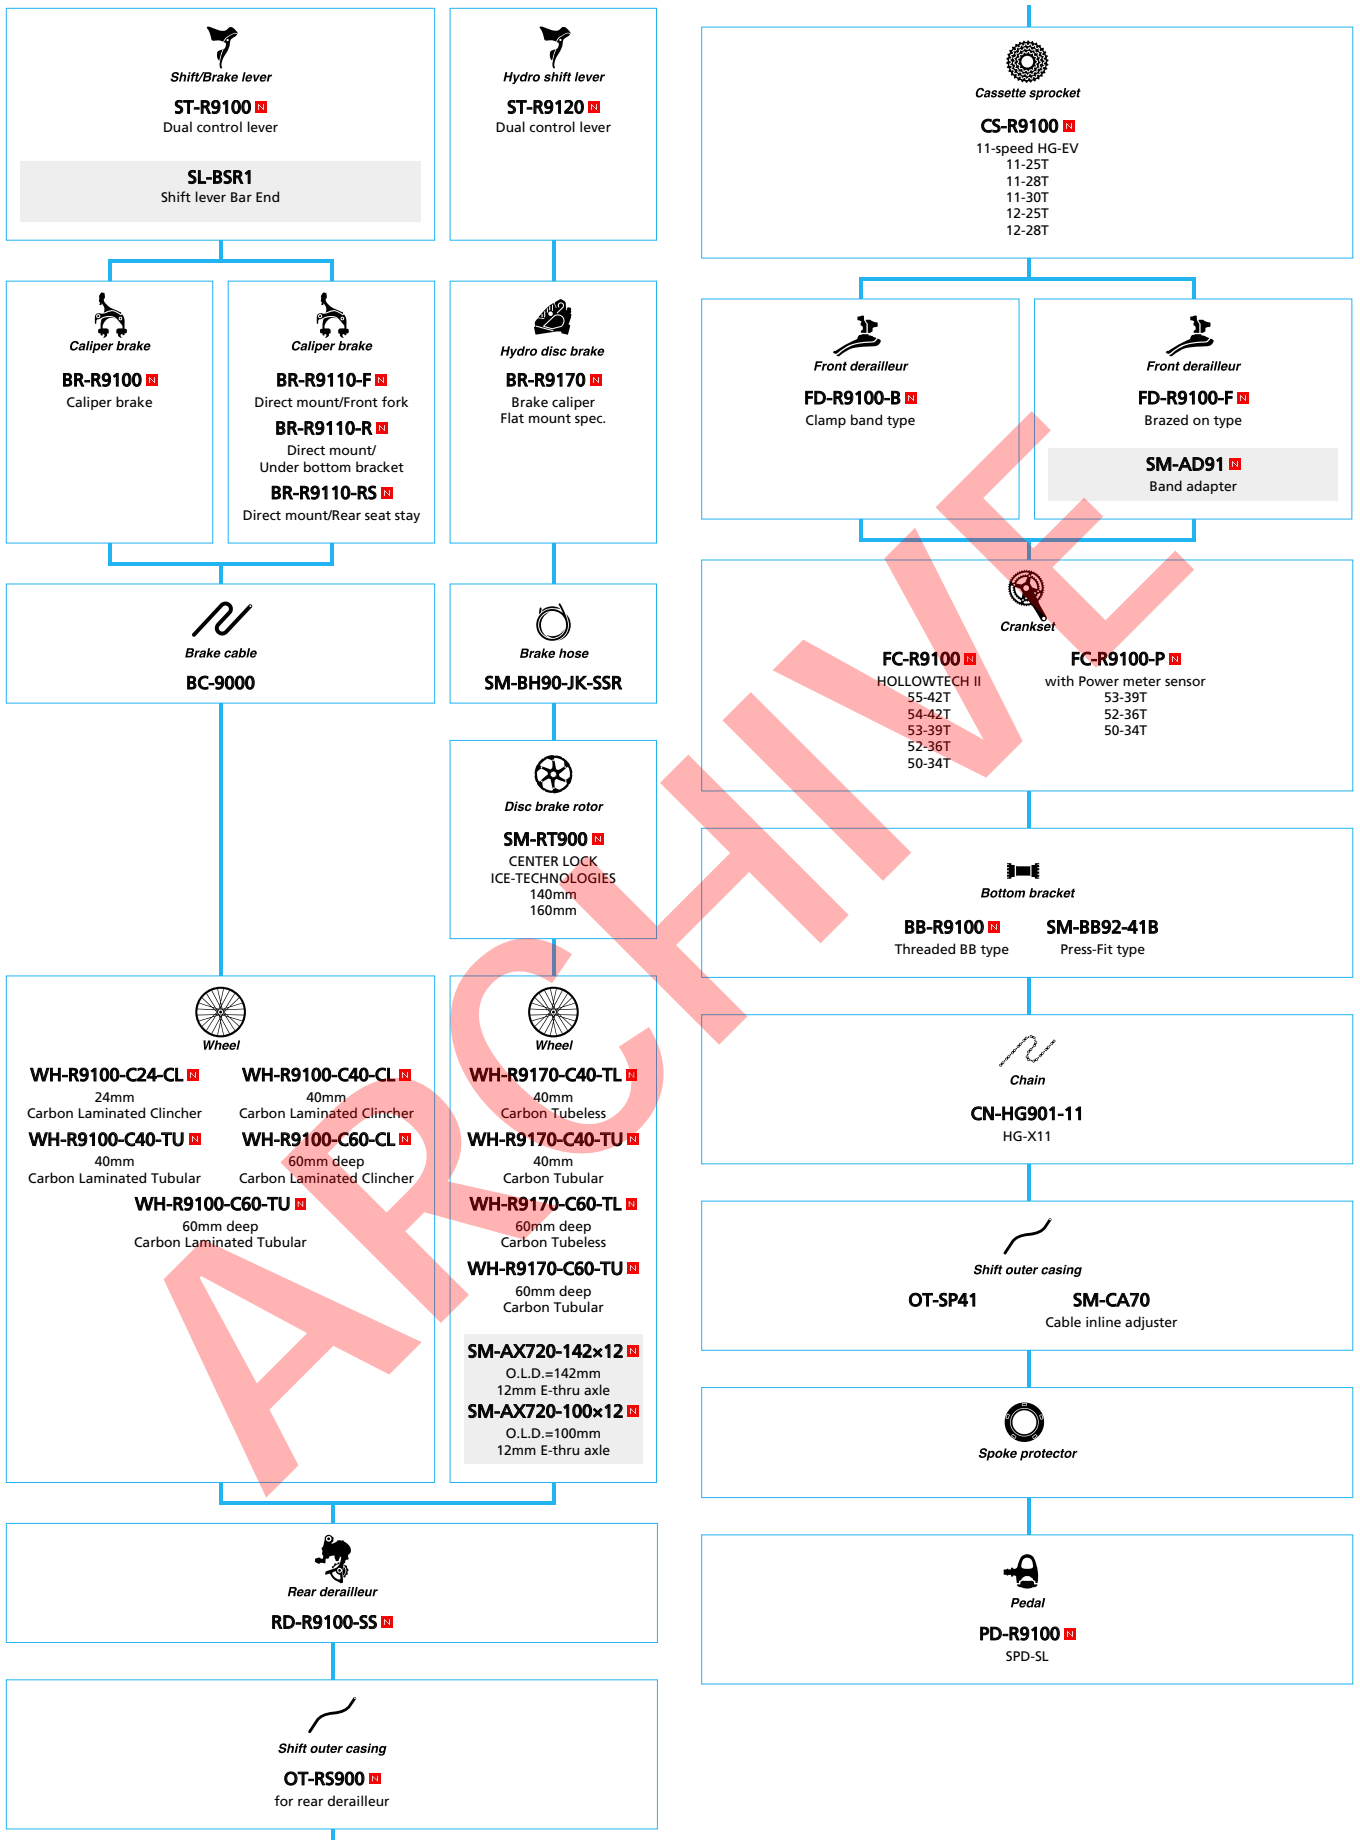 Shift/Brake lever
ST-R9100 N
Dual control lever
SL-BSR1
Shift lever Bar End
Hydro shift lever
ST-R9120 N
Dual control lever
Caliper brake
BR-R9100 N
Caliper brake
Caliper brake
BR-R9110-F N
Direct mount/Front fork
BR-R9110-R N
Direct mount/
Under bottom bracket
BR-R9110-RS N
Direct mount/Rear seat stay
Hydro disc brake
BR-R9170 N
Brake caliper
Flat mount spec.
Brake cable
BC-9000
Brake hose
SM-BH90-JK-SSR
Disc brake rotor
SM-RT900 N
CENTER LOCK
ICE-TECHNOLOGIES
140mm
160mm
Wheel
WH-R9100-C24-CL N
24mm
Carbon Laminated Clincher
WH-R9100-C40-CL N
40mm
Carbon Laminated Clincher
WH-R9100-C40-TU N
40mm
Carbon Laminated Tubular
WH-R9100-C60-CL N
60mm deep
Carbon Laminated Clincher
WH-R9100-C60-TU N
60mm deep
Carbon Laminated Tubular
Wheel
WH-R9170-C40-TL N
40mm
Carbon Tubeless
WH-R9170-C40-TU N
40mm
Carbon Tubular
WH-R9170-C60-TL N
60mm deep
Carbon Tubeless
WH-R9170-C60-TU N
60mm deep
Carbon Tubular
SM-AX720-142×12 N
O.L.D.=142mm
12mm E-thru axle
SM-AX720-100×12 N
O.L.D.=100mm
12mm E-thru axle
Rear derailleur
RD-R9100-SS N
Shift outer casing
OT-RS900 N
for rear derailleur
Cassette sprocket
CS-R9100 N
11-speed HG-EV
11-25T
11-28T
11-30T
12-25T
12-28T
Front derailleur
FD-R9100-B N
Clamp band type
Front derailleur
FD-R9100-F N
Brazed on type
SM-AD91 N
Band adapter
Crankset
FC-R9100 N
HOLLOWTECH II
55-42T
54-42T
53-39T
52-36T
50-34T
FC-R9100-P N
with Power meter sensor
53-39T
52-36T
50-34T
Bottom bracket
BB-R9100 N
Threaded BB type
SM-BB92-41B
Press-Fit type
Chain
CN-HG901-11
HG-X11
Shift outer casing
OT-SP41
SM-CA70
Cable inline adjuster
Spoke protector
Pedal
PD-R9100 N
SPD-SL
ARCHIVE